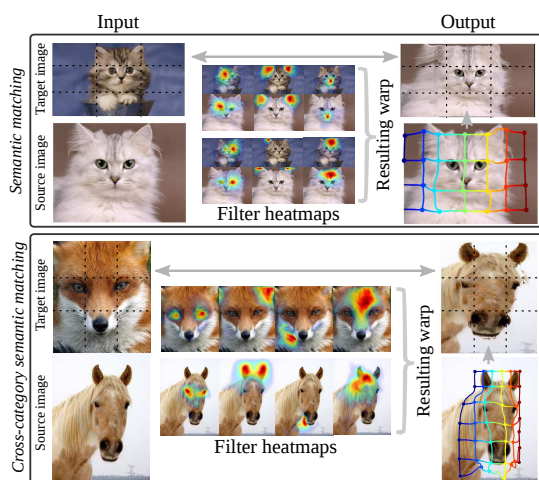 Input
Output
Semantic matching
Target image
Source image
Filter heatmaps
Resulting warp
Cross-category semantic matching
Target image
Source image
Filter heatmaps
Resulting warp